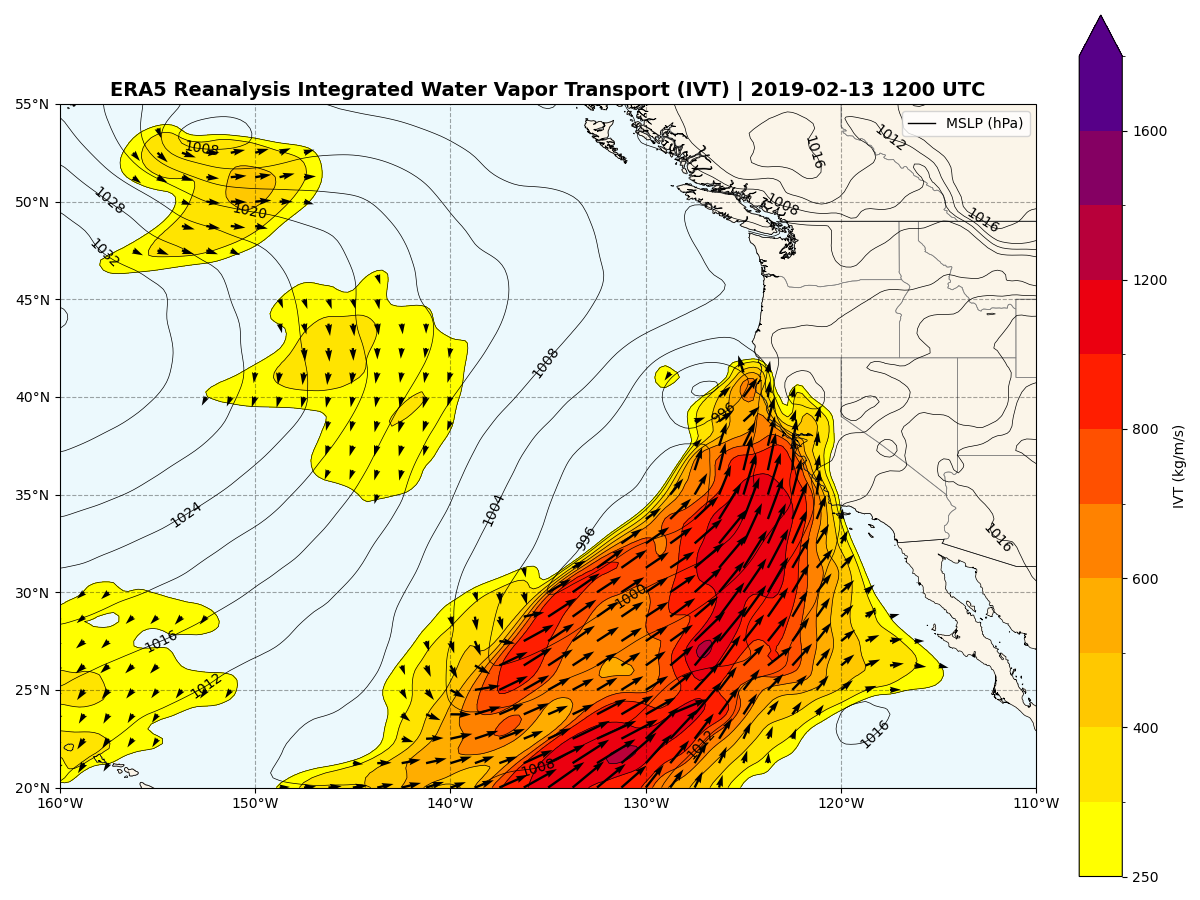 ERA5 Reanalysis Integrated Water Vapor Transport (IVT) | 2019-02-13 1200 UTC
MSLP (hPa)
55°N
50°N
45°N
40°N
35°N
30°N
25°N
20°N
160°W
150°W
140°W
130°W
120°W
110°W
1008
1012
1016
1028
1020
1008
1016
1032
1008
996
1024
1004
996
1016
1000
1016
1012
1016
1012
1008
1600
1200
800
600
400
250
IVT (kg/m/s)